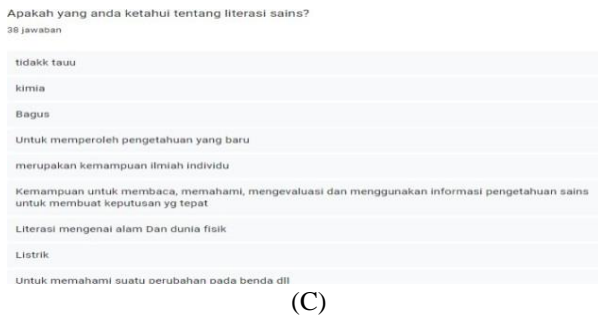 Apakah yang anda ketahui tentang literasi sains?
38 jawaban
tidakk tauu
kimia
Bagus
Untuk memperoleh pengetahuan yang baru
merupakan kemampuan ilmiah individu
Kemampuan untuk membaca, memahami, mengevaluasi dan menggunakan informasi pengetahuan sains
untuk membuat keputusan yg tepat
Literasi mengenai alam Dan dunia fisik
Listrik
Untuk memahami suatu perubahan pada benda dll
(C)